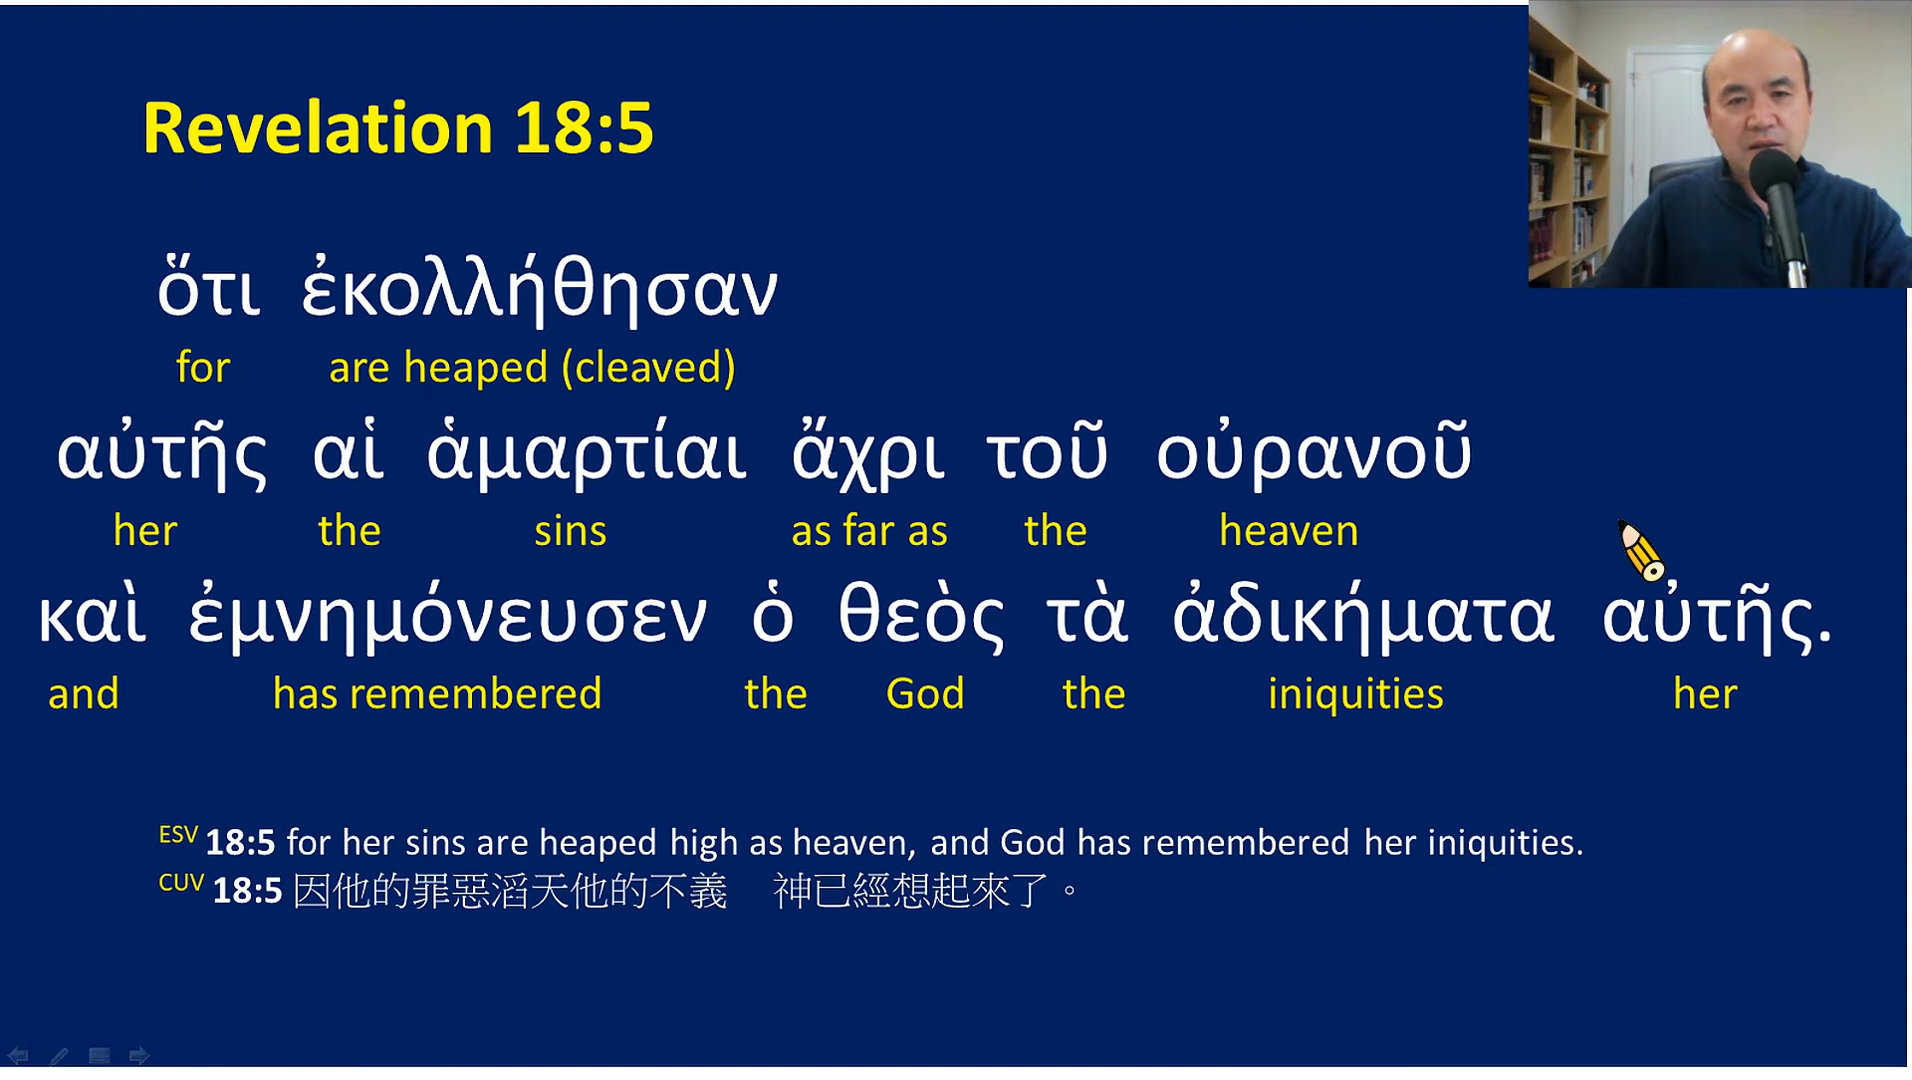 Revelation 18:5
ὅτι ἐκολλήθησαν
for are heaped (cleaved)
αὐτῆς αἱ ἁμαρτίαι ἄχρι τοῦ οὐρανοῦ
her the sins as far as the heaven
καὶ ἐμνημόνευσεν ὁ θεὸς τὰ ἀδικήματα αὐτῆς.
and has remembered the God the iniquities her
ESV 18:5 for her sins are heaped high as heaven, and God has remembered her iniquities.
CUV 18:5 因他的罪惡滔天他的不義 神已經想起來了。